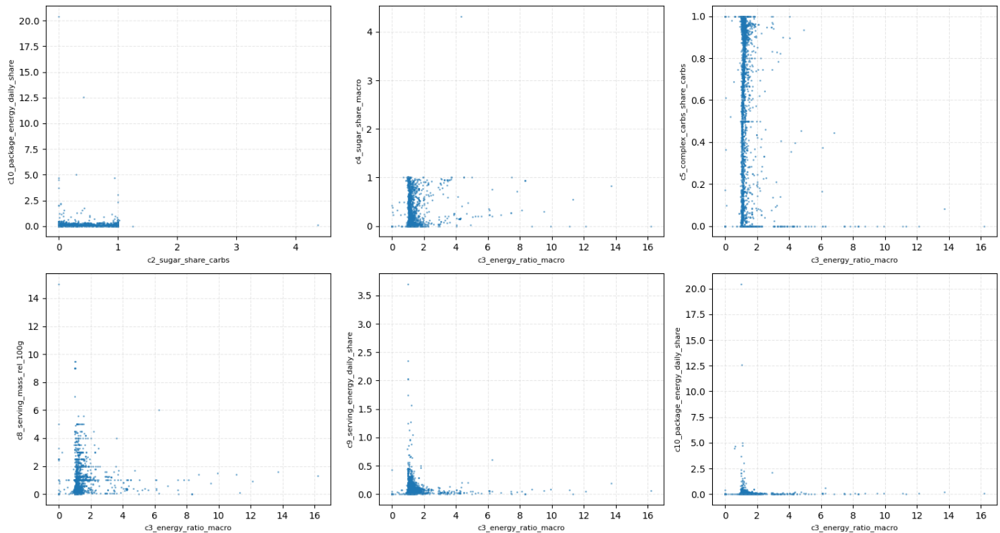 20.0
17.5
15.0
12.5
10.0
7.5
5.0
2.5
0.0
c10_package_energy_daily_share
0 1 2 3 4
c2_sugar_share_carbs
4
3
2
1
0
c4_sugar_share_macro
0 2 4 6 8 10 12 14 16
c3_energy_ratio_macro
1.0
0.8
0.6
0.4
0.2
0.0
c5_complex_carbs_share_carbs
0 2 4 6 8 10 12 14 16
c3_energy_ratio_macro
14
12
10
8
6
4
2
0
c8_serving_mass_rel_100g
0 2 4 6 8 10 12 14 16
c3_energy_ratio_macro
3.5
3.0
2.5
2.0
1.5
1.0
0.5
0.0
c9_serving_energy_daily_share
0 2 4 6 8 10 12 14 16
c3_energy_ratio_macro
20.0
17.5
15.0
12.5
10.0
7.5
5.0
2.5
0.0
c10_package_energy_daily_share
0 2 4 6 8 10 12 14 16
c3_energy_ratio_macro